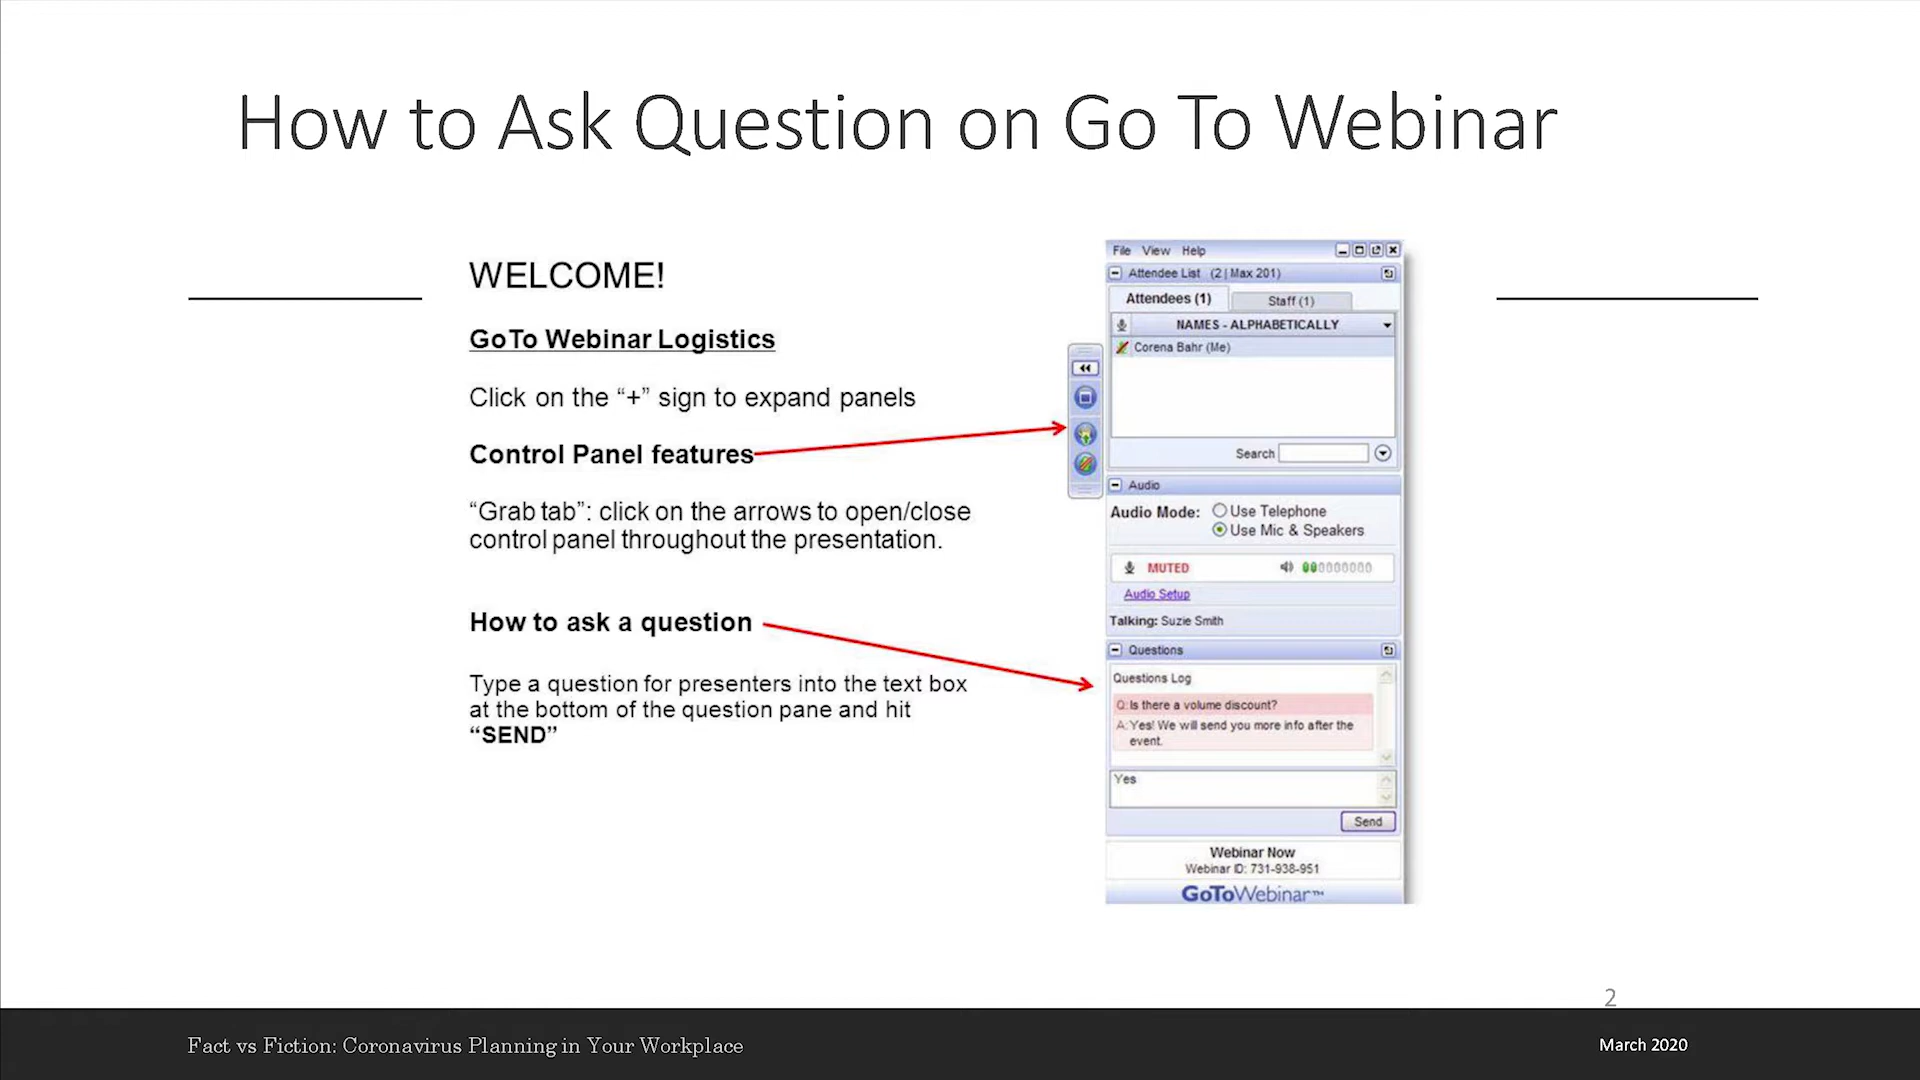 How to Ask Question on Go To Webinar
WELCOME!
GoTo Webinar Logistics
Click on the “+” sign to expand panels
Control Panel features
“Grab tab”: click on the arrows to open/close
control panel throughout the presentation.
How to ask a question
Type a question for presenters into the text box
at the bottom of the question pane and hit
“SEND”
File View Help
Attendee List (2 | Max 201)
Attendees (1) Staff (1)
NAMES - ALPHABETICALLY
Corena Bahr (Me)
Search
Audio
Audio Mode: Use Telephone
Use Mic & Speakers
MUTED
Audio Setup
Talking: Suzie Smith
Questions
Questions Log
Q: Is there a volume discount?
A: Yes! We will send you more info after the
event.
Yes
Send
Webinar Now
Webinar ID: 731-938-951
GoToWebinar™
2
Fact vs Fiction: Coronavirus Planning in Your Workplace
March 2020